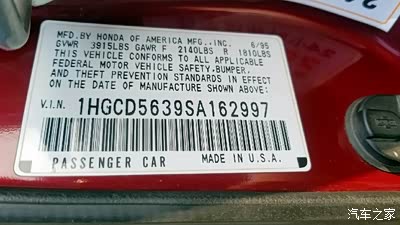 MFD.BY HONDA OF AMERICA MFG.,INC.
GVWR 3915LBS GAWR F 2140LBS R 1810LBS 6/95
THIS VEHICLE CONFORMS TO ALL APPLICABLE
FEDERAL MOTOR VEHICLE SAFETY,BUMPER,
AND THEFT PREVENTION STANDARDS IN EFFECT
ON THE DATE OF MANUFACTURE SHOWN ABOVE.
V.I.N. 1HGCD5639SA162997
PASSENGER CAR MADE IN U.S.A.
汽车之家